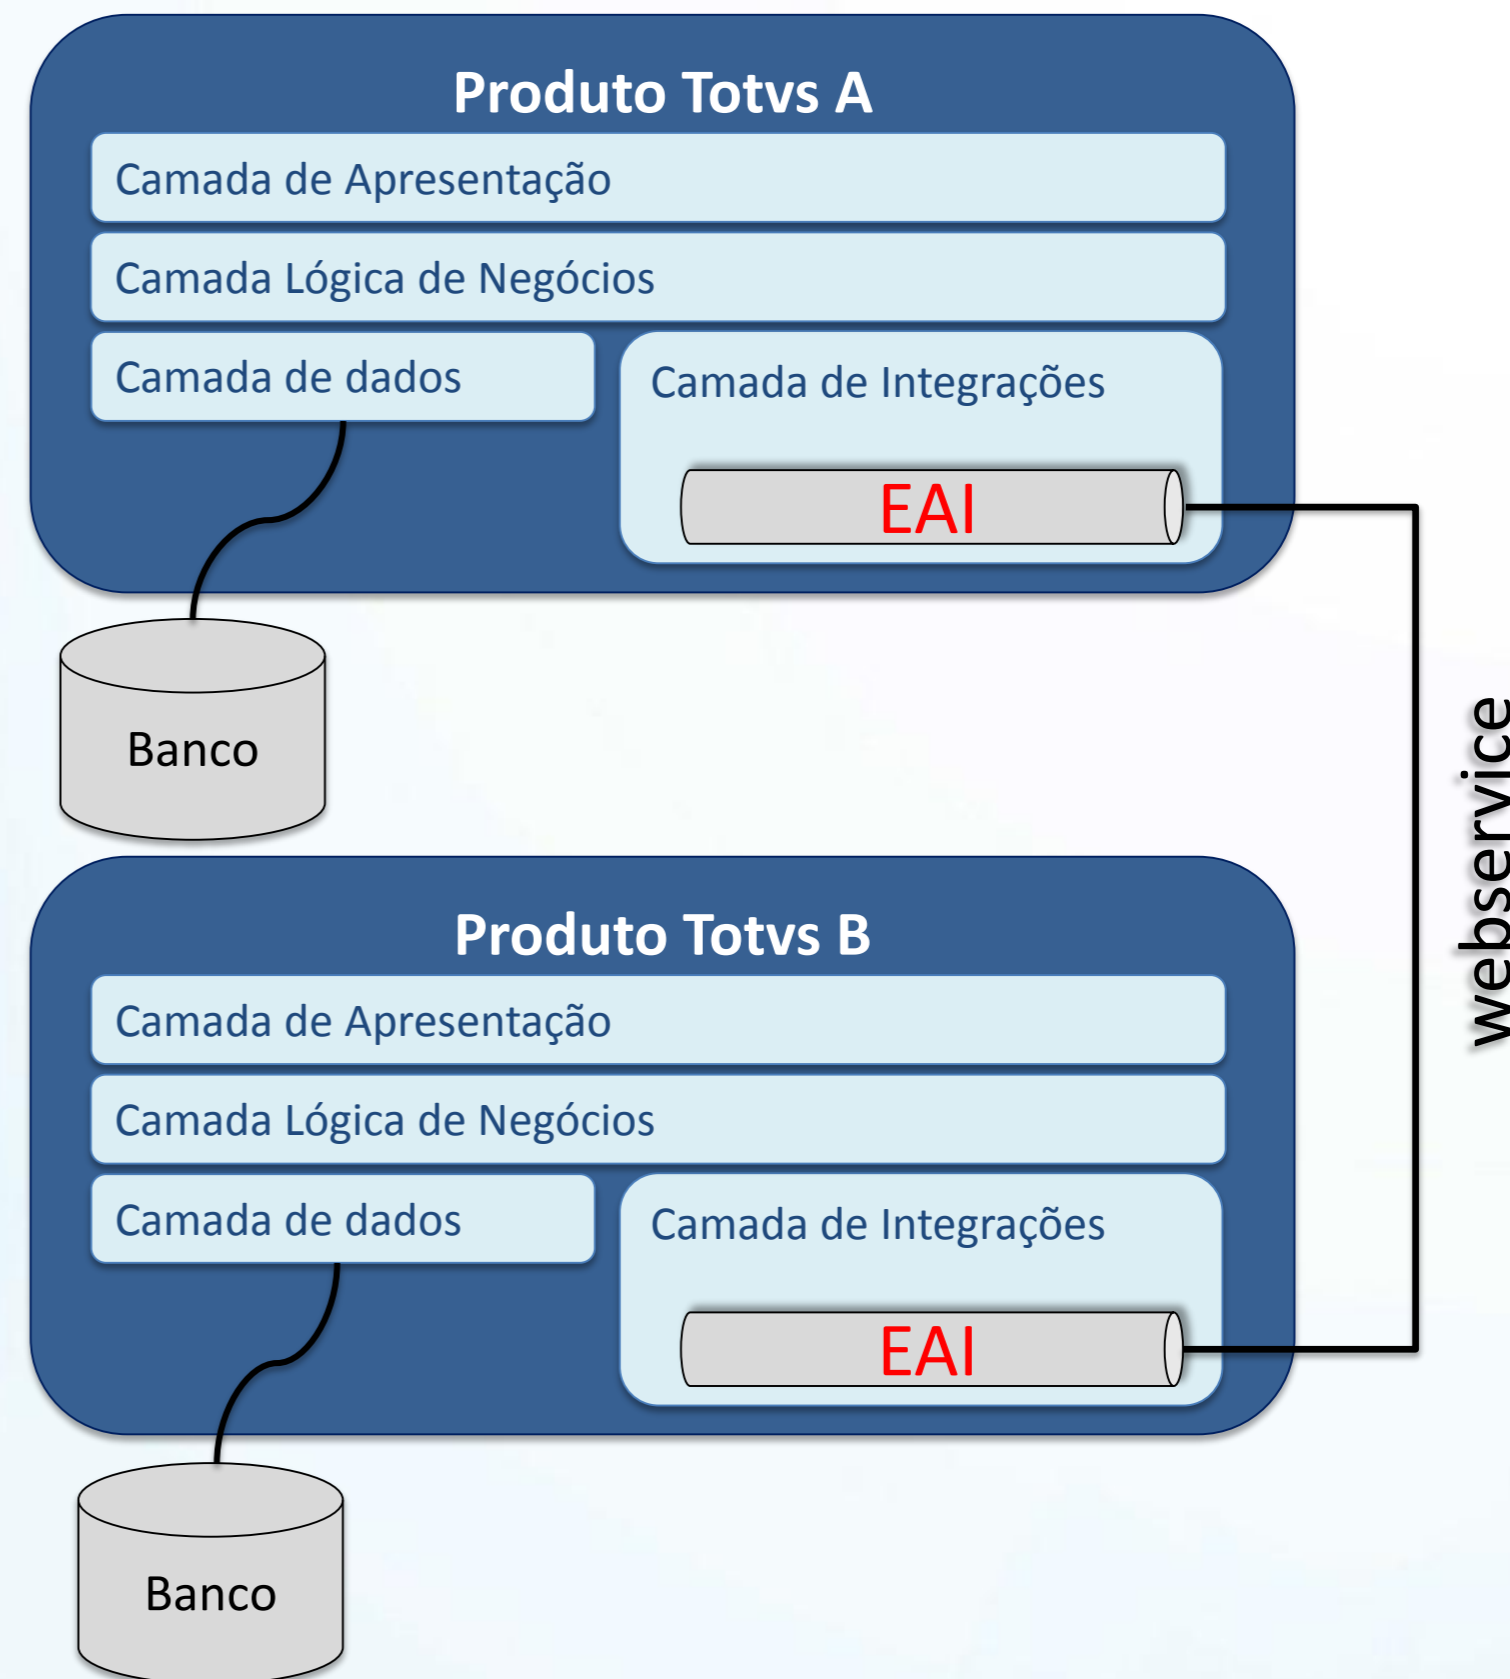 Produto Totvs A
Camada de Apresentação
Camada Lógica de Negócios
Camada de dados
Camada de Integrações
EAI
Banco
webservice
Produto Totvs B
Camada de Apresentação
Camada Lógica de Negócios
Camada de dados
Camada de Integrações
EAI
Banco